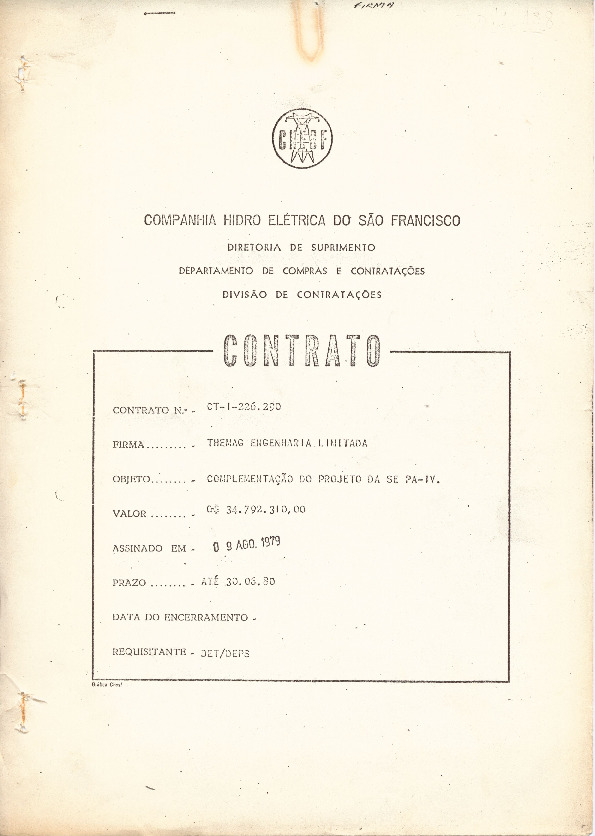 FIRMA
CHESF
COMPANHIA HIDRO ELÉTRICA DO SÃO FRANCISCO
DIRETORIA DE SUPRIMENTO
DEPARTAMENTO DE COMPRAS E CONTRATAÇÕES
DIVISÃO DE CONTRATAÇÕES
CONTRATO
CONTRATO N.º - CT-I-226.290
FIRMA ......... - THEMAG ENGENHARIA LIMITADA
OBJETO ........ - COMPLEMENTAÇÃO DO PROJETO DA SE PA-IV.
VALOR ........ - 34.792.310,00
ASSINADO EM - 09 AGO. 1979
PRAZO ........ - ATÉ 30.06.80
DATA DO ENCERRAMENTO -
REQUISITANTE - DET/DEPS